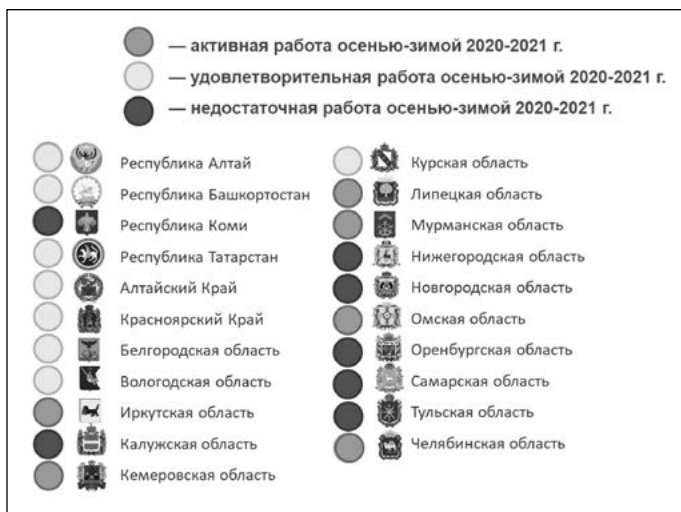 — активная работа осенью-зимой 2020-2021 г.
— удовлетворительная работа осенью-зимой 2020-2021 г.
— недостаточная работа осенью-зимой 2020-2021 г.
Республика Алтай
Республика Башкортостан
Республика Коми
Республика Татарстан
Алтайский Край
Красноярский Край
Белгородская область
Вологодская область
Иркутская область
Калужская область
Кемеровская область
Курская область
Липецкая область
Мурманская область
Нижегородская область
Новгородская область
Омская область
Оренбургская область
Самарская область
Тульская область
Челябинская область